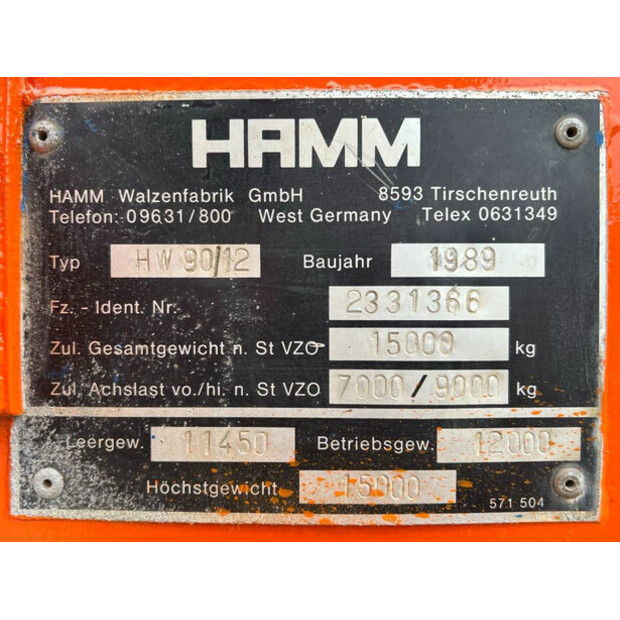 HAMM
HAMM Walzenfabrik GmbH 8593 Tirschenreuth
Telefon: 09631/800 West Germany Telex 0631349
Typ HW 90/12 Baujahr 1989
Fz. - Ident. Nr. 2331366
Zul. Gesamtgewicht n. St VZO 15000 kg
Zul. Achslast vo./hi. n. St VZO 7000/9000 kg
Leergew. 11450 Betriebsgew. 12000
Höchstgewicht 15000
571 504